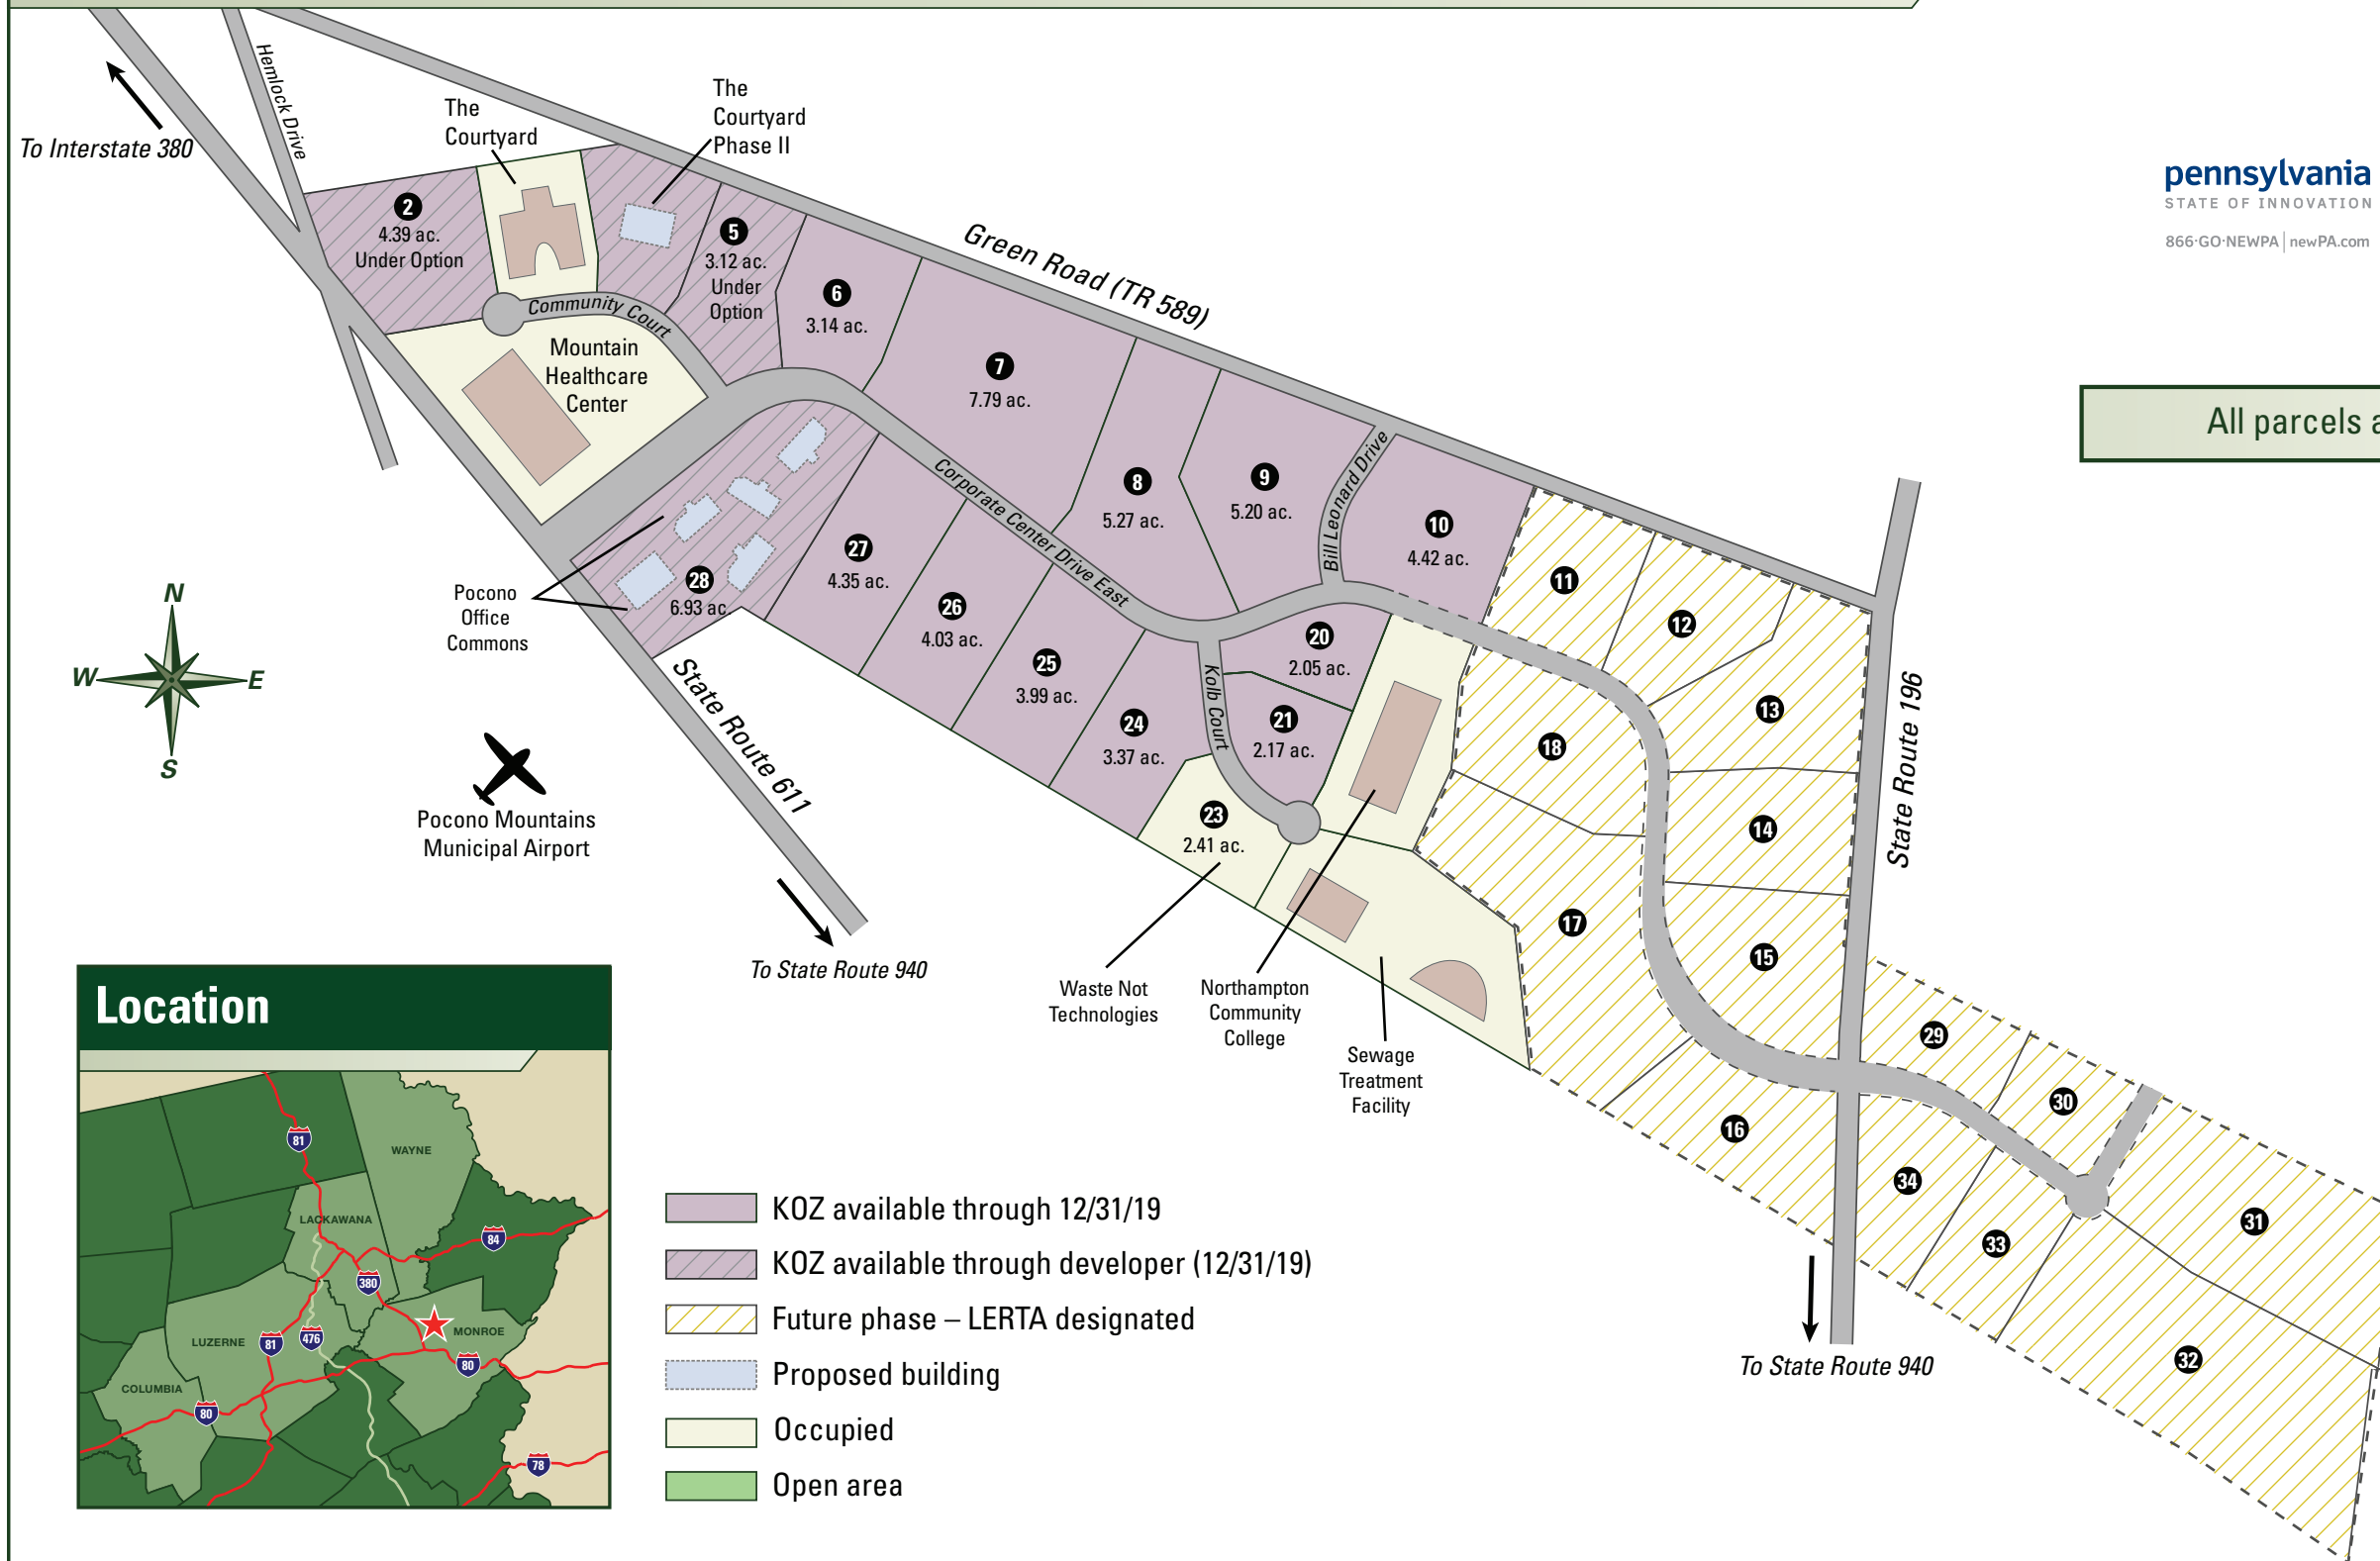 Hemlock Drive
To Interstate 380
The
Courtyard
The
Courtyard
Phase II
pennsylvania
STATE OF INNOVATION
866·GO·NEWPA | newPA.com
2
4.39 ac.
Under Option
5
3.12 ac.
Under
Option
Community Court
6
3.14 ac.
Green Road (TR 589)
Mountain
Healthcare
Center
7
7.79 ac.
All parcels a
8
5.27 ac.
9
5.20 ac.
Bill Leonard Drive
10
4.42 ac.
Corporate Center Drive East
27
4.35 ac.
28
6.93 ac.
Pocono
Office
Commons
26
4.03 ac.
25
3.99 ac.
24
3.37 ac.
20
2.05 ac.
21
2.17 ac.
Kolb Court
23
2.41 ac.
11
12
13
18
14
17
15
State Route 196
N
W
E
S
State Route 611
Pocono Mountains
Municipal Airport
To State Route 940
Waste Not
Technologies
Northampton
Community
College
Sewage
Treatment
Facility
29
30
16
34
33
31
32
To State Route 940
Location
81
WAYNE
LACKAWANA
84
380
LUZERNE
81
476
MONROE
80
COLUMBIA
80
78
KOZ available through 12/31/19
KOZ available through developer (12/31/19)
Future phase – LERTA designated
Proposed building
Occupied
Open area